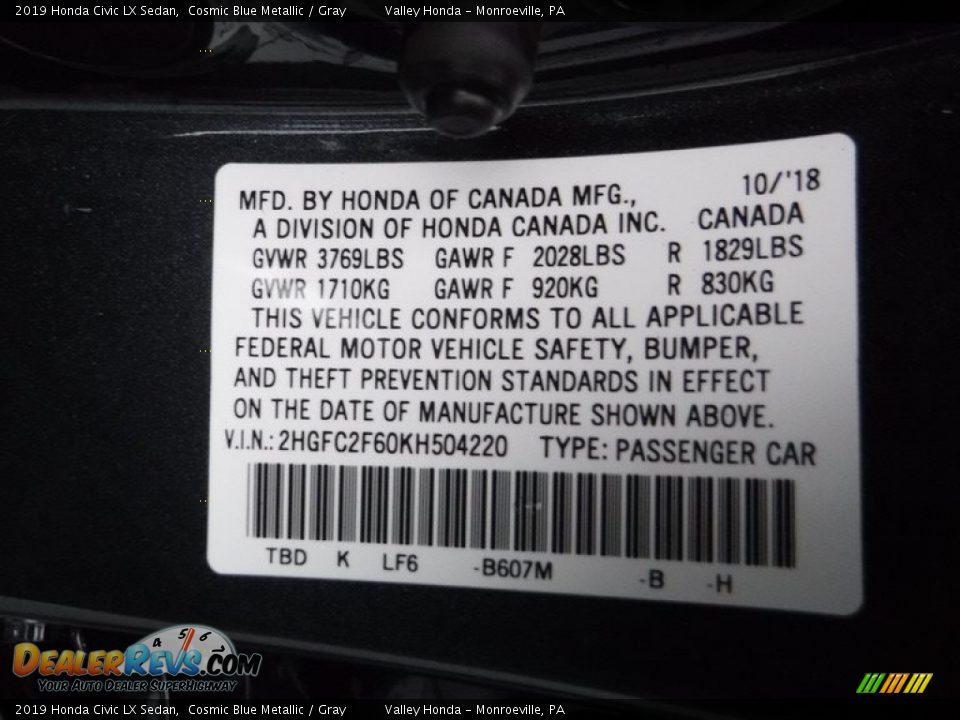 2019 Honda Civic LX Sedan, Cosmic Blue Metallic / Gray Valley Honda - Monroeville, PA
MFD. BY HONDA OF CANADA MFG., 10/'18
A DIVISION OF HONDA CANADA INC. CANADA
GVWR 3769LBS GAWR F 2028LBS R 1829LBS
GVWR 1710KG GAWR F 920KG R 830KG
THIS VEHICLE CONFORMS TO ALL APPLICABLE
FEDERAL MOTOR VEHICLE SAFETY, BUMPER,
AND THEFT PREVENTION STANDARDS IN EFFECT
ON THE DATE OF MANUFACTURE SHOWN ABOVE.
V.I.N.: 2HGFC2F60KH504220 TYPE: PASSENGER CAR
TBD K LF6 -B607M -B -H
4 5 6
DEALERREVS.COM
YOUR AUTO DEALER SUPERHIGHWAY
2019 Honda Civic LX Sedan, Cosmic Blue Metallic / Gray Valley Honda - Monroeville, PA